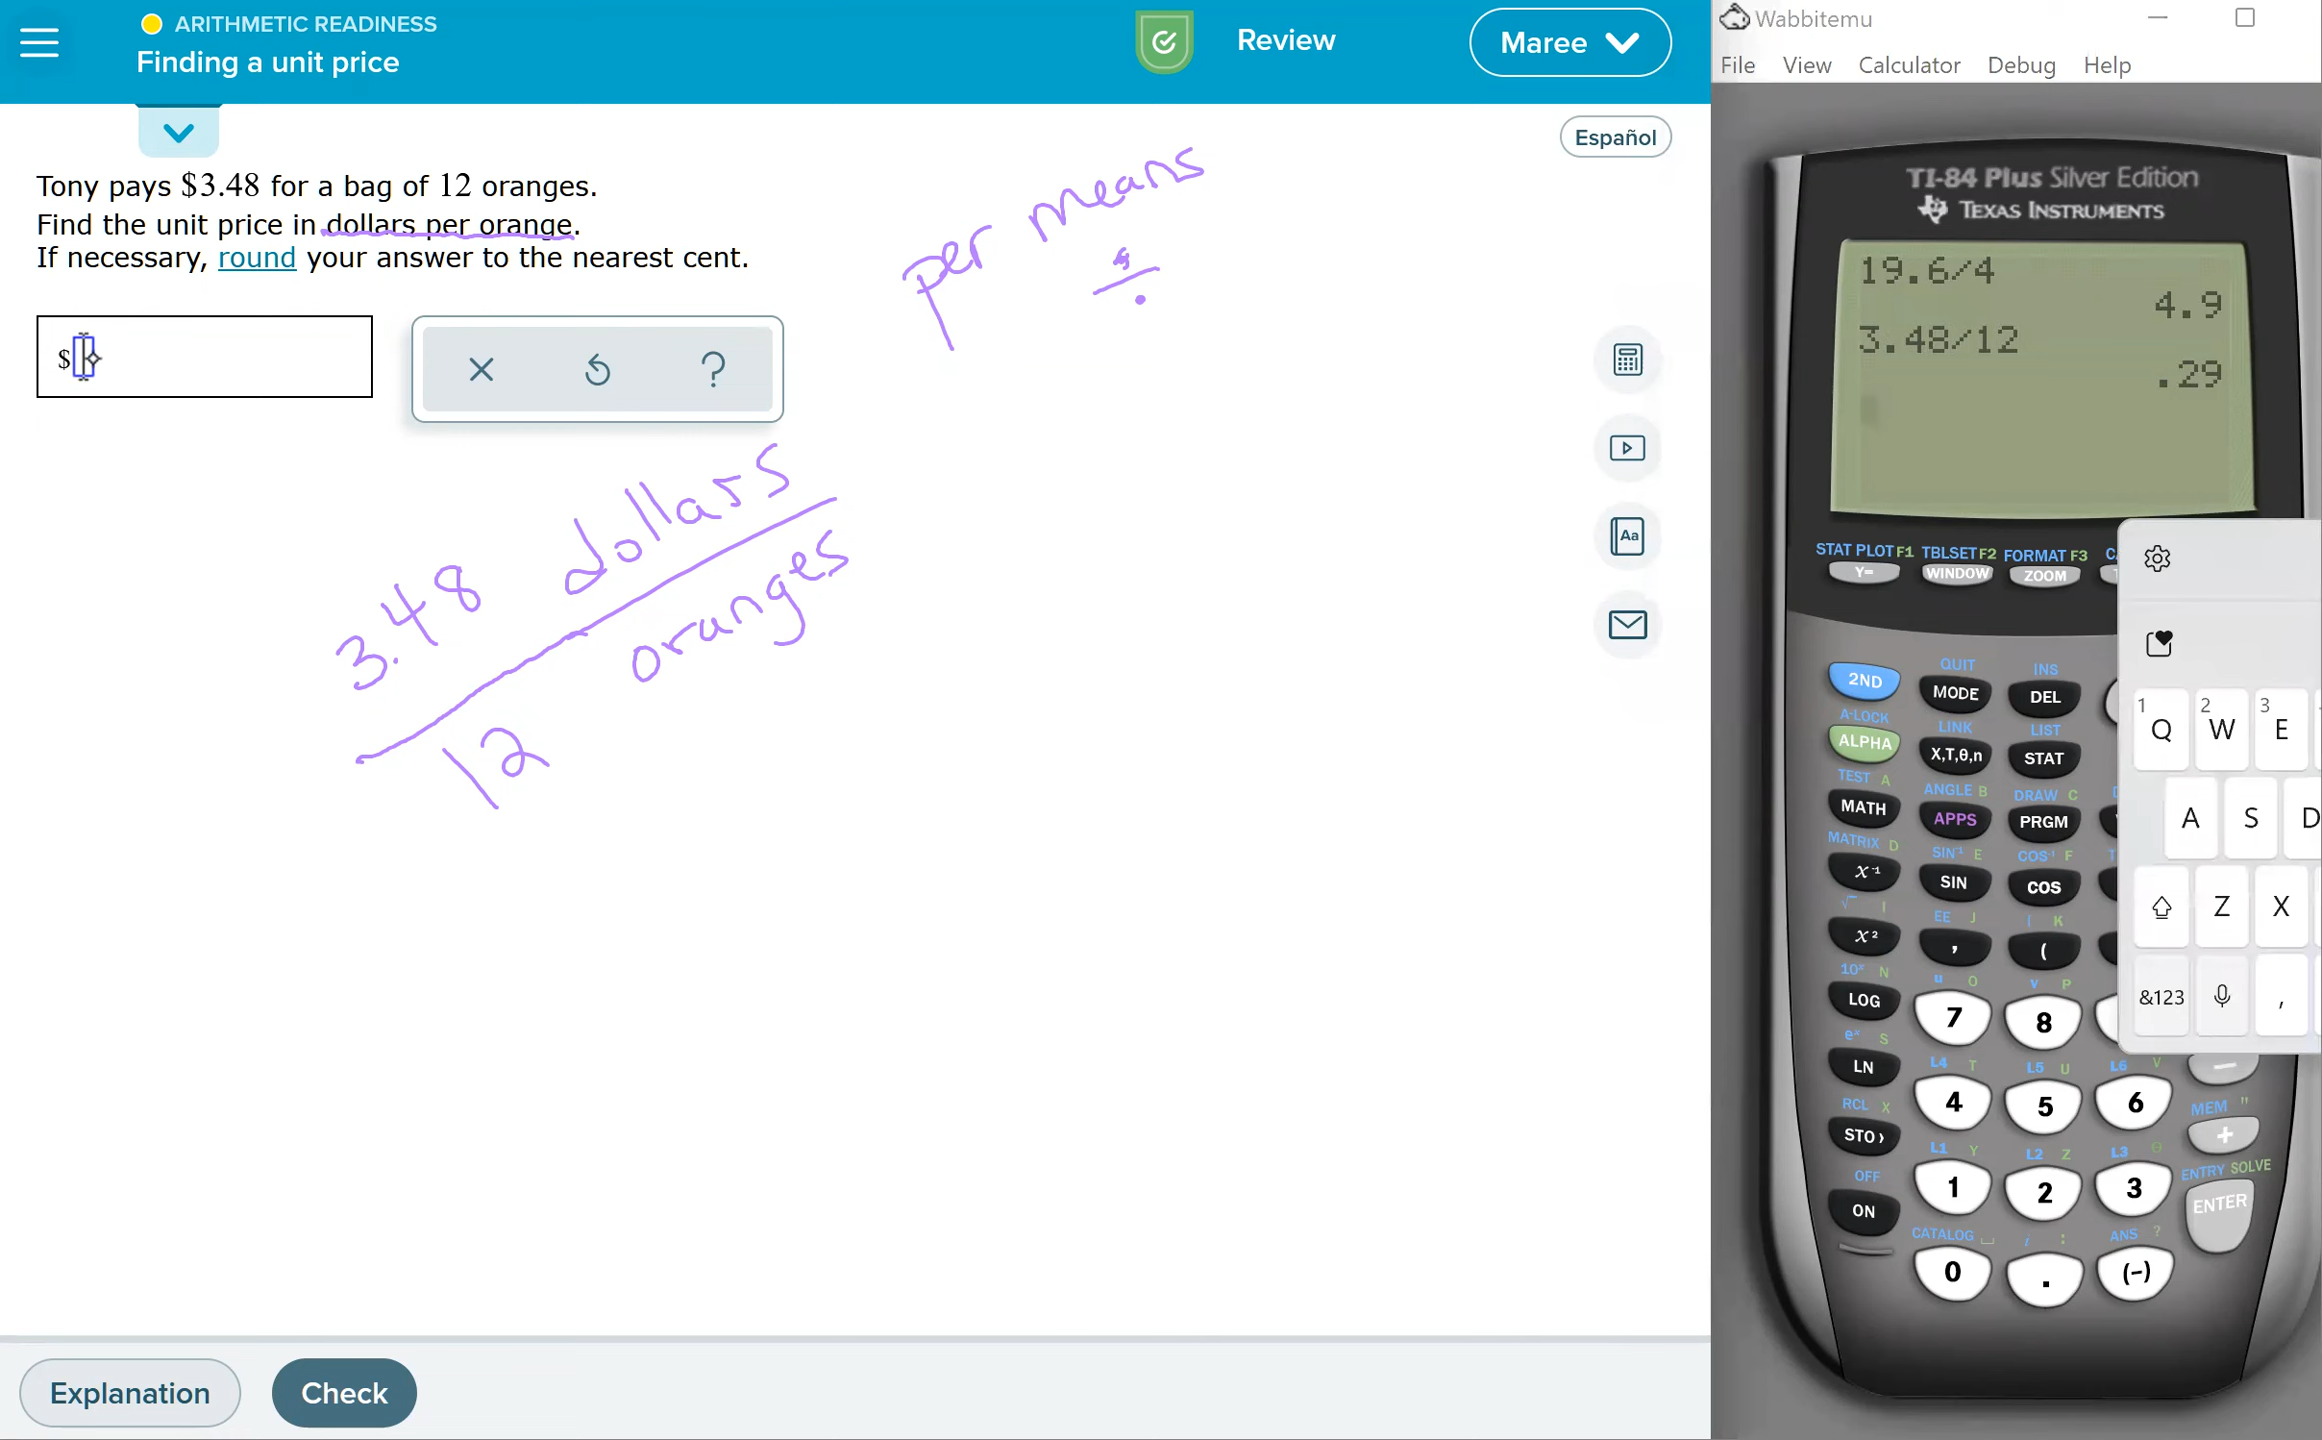 ARITHMETIC READINESS
Finding a unit price
Review
Maree
Español
Tony pays $3.48 for a bag of 12 oranges.
Find the unit price in dollars per orange.
If necessary, round your answer to the nearest cent.
$
per means
÷
3.48 dollars
12 oranges
Aa
Explanation
Check
Wabbitemu
File View Calculator Debug Help
TI-84 Plus Silver Edition
TEXAS INSTRUMENTS
19.6/4
4.9
3.48/12
.29
STAT PLOT F1 TBLSET F2 FORMAT F3
Y= WINDOW ZOOM
QUIT INS
2ND MODE DEL
A-LOCK LINK LIST
ALPHA X,T,θ,n STAT
TEST A ANGLE B DRAW C
MATH APPS PRGM
MATRIX D SIN⁻¹ E COS⁻¹ F
x⁻¹ SIN COS
√ I EE J ( K
x² , (
10ˣ N u O v P
LOG 7 8
eˣ S L4 T L5 U L6 V
LN 4 5 6 −
RCL X L1 Y L2 Z L3 θ MEM "
STO› 1 2 3 +
OFF CATALOG i : ANS ? ENTRY SOLVE
ON 0 . (-) ENTER
1 Q 2 W 3 E
A S D
Z X
&123 ,